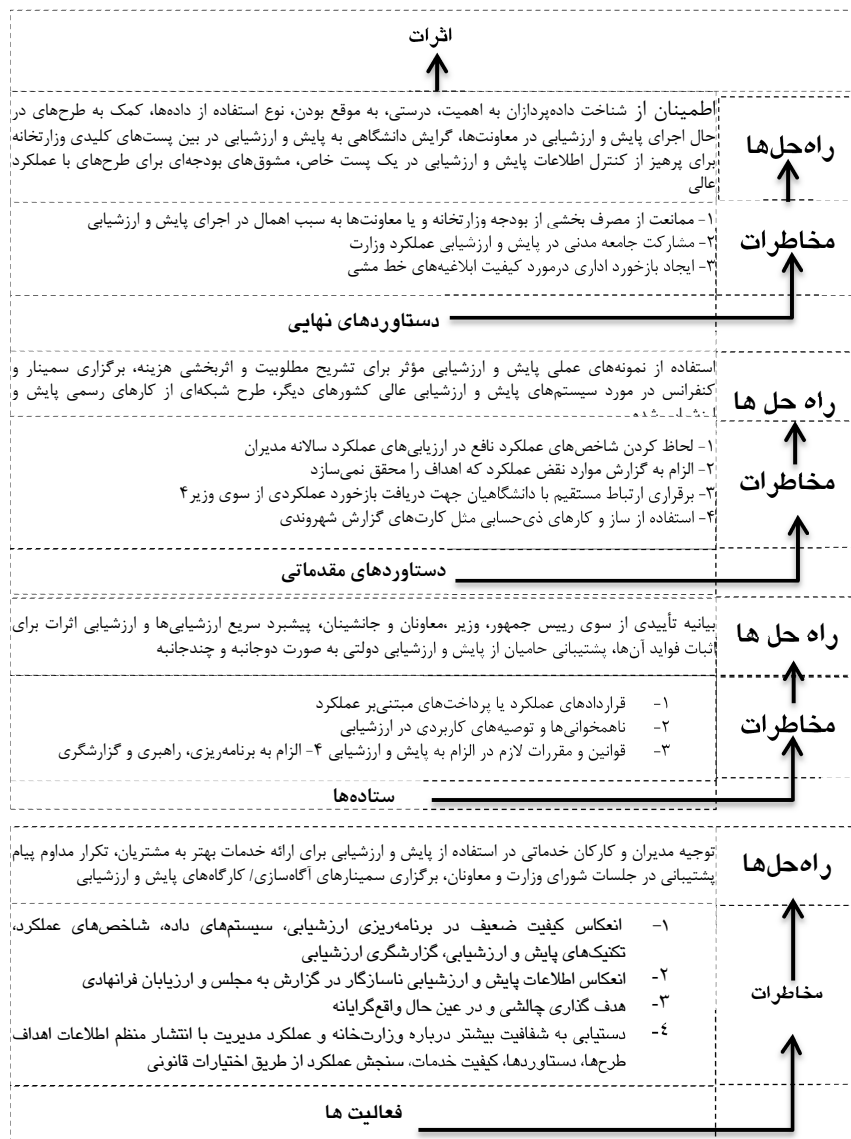 اثرات
راه‌حل‌ها
اطمینان از شناخت داده‌پردازان به اهمیت، درستی، به موقع بودن، نوع استفاده از داده‌ها، کمک به طرح‌های در
حال اجرای پایش و ارزشیابی در معاونت‌ها، گرایش دانشگاهی به پایش و ارزشیابی در بین پست‌های کلیدی وزارتخانه
برای پرهیز از کنترل اطلاعات پایش و ارزشیابی در یک پست خاص، مشوق‌های بودجه‌ای برای طرح‌های با عملکرد
عالی
مخاطرات
۱- ممانعت از مصرف بخشی از بودجه وزارتخانه و یا معاونت‌ها به سبب اهمال در اجرای پایش و ارزشیابی
۲- مشارکت جامعه مدنی در پایش و ارزشیابی عملکرد وزارت
۳- ایجاد بازخورد اداری درمورد کیفیت ابلاغیه‌های خط مشی
دستاوردهای نهایی
راه حل ها
استفاده از نمونه‌های عملی پایش و ارزشیابی مؤثر برای تشریح مطلوبیت و اثربخشی هزینه، برگزاری سمینار و
کنفرانس در مورد سیستم‌های پایش و ارزشیابی عالی کشورهای دیگر، طرح شبکه‌ای از کارهای رسمی پایش و
مخاطرات
۱- لحاظ کردن شاخص‌های عملکرد نافع در ارزیابی‌های عملکرد سالانه مدیران
۲- الزام به گزارش موارد نقض عملکرد که اهداف را محقق نمی‌سازد
۳- برقراری ارتباط مستقیم با دانشگاهیان جهت دریافت بازخورد عملکردی از سوی وزیر۴
۴- استفاده از ساز و کارهای ذی‌حسابی مثل کارت‌های گزارش شهروندی
دستاوردهای مقدماتی
راه حل ها
بیانیه تأییدی از سوی رییس جمهور، وزیر ،معاونان و جانشینان، پیشبرد سریع ارزشیابی‌ها و ارزشیابی اثرات برای
اثبات فواید آن‌ها، پشتیبانی حامیان از پایش و ارزشیابی دولتی به صورت دوجانبه و چندجانبه
مخاطرات
۱- قراردادهای عملکرد یا پرداخت‌های مبتنی‌بر عملکرد
۲- ناهمخوانی‌ها و توصیه‌های کاربردی در ارزشیابی
۳- قوانین و مقررات لازم در الزام به پایش و ارزشیابی ۴- الزام به برنامه‌ریزی، راهبری و گزارشگری
ستاده‌ها
راه‌حل‌ها
توجیه مدیران و کارکان خدماتی در استفاده از پایش و ارزشیابی برای ارائه خدمات بهتر به مشتریان، تکرار مداوم پیام
پشتیبانی در جلسات شورای وزارت و معاونان، برگزاری سمینارهای آگاه‌سازی/ کارگاه‌های پایش و ارزشیابی
مخاطرات
۱- انعکاس کیفیت ضعیف در برنامه‌ریزی ارزشیابی، سیستم‌های داده، شاخص‌های عملکرد،
تکنیک‌های پایش و ارزشیابی، گزارشگری ارزشیابی
۲- انعکاس اطلاعات پایش و ارزشیابی ناسازگار در گزارش به مجلس و ارزیابان فرانهادی
۳- هدف گذاری چالشی و در عین حال واقع‌گرایانه
٤- دستیابی به شفافیت بیشتر درباره وزارت‌خانه و عملکرد مدیریت با انتشار منظم اطلاعات اهداف
طرح‌ها، دستاوردها، کیفیت خدمات، سنجش عملکرد از طریق اختیارات قانونی
فعالیت ها